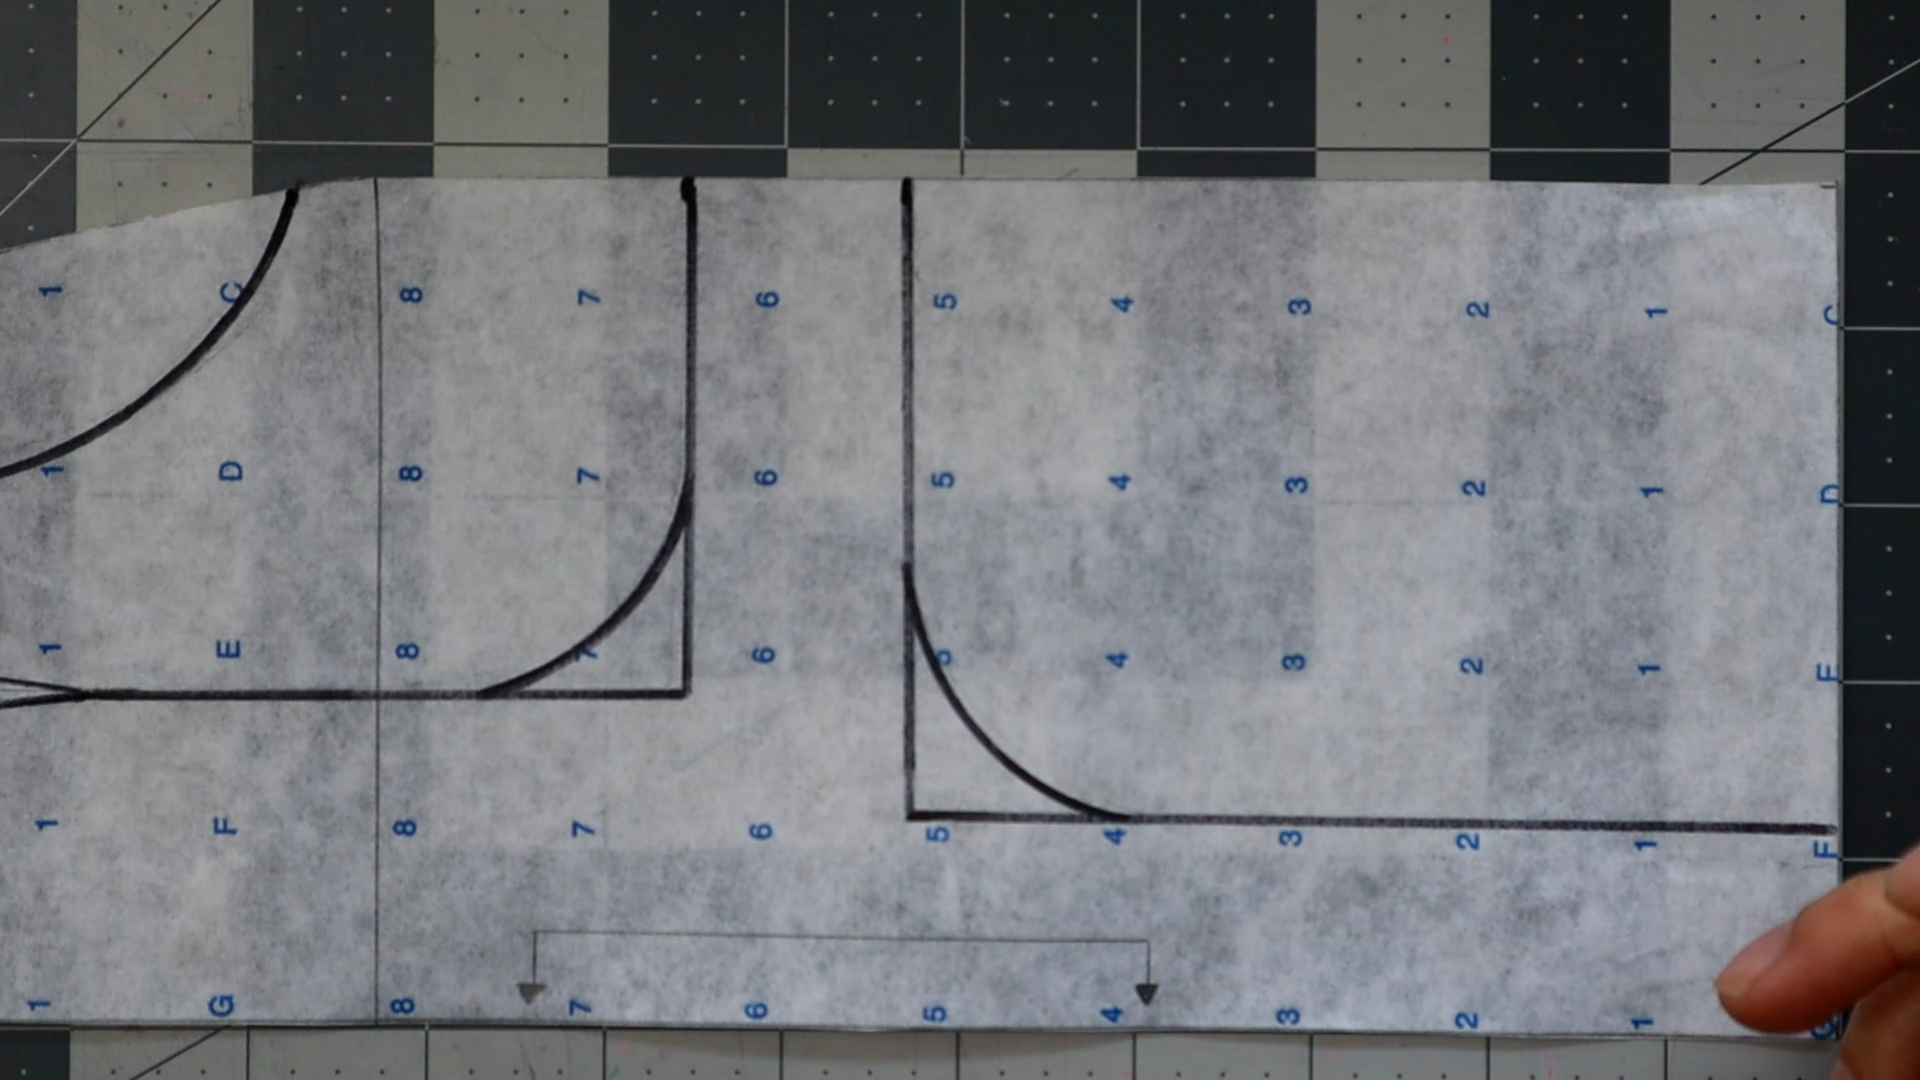 1 C 8 7 6 5 4 3 2 1 C
1 D 8 7 6 5 4 3 2 1 D
1 E 8 7 6 5 4 3 2 1 E
1 F 8 7 6 5 4 3 2 1 F
1 G 8 7 6 5 4 3 2 1 G